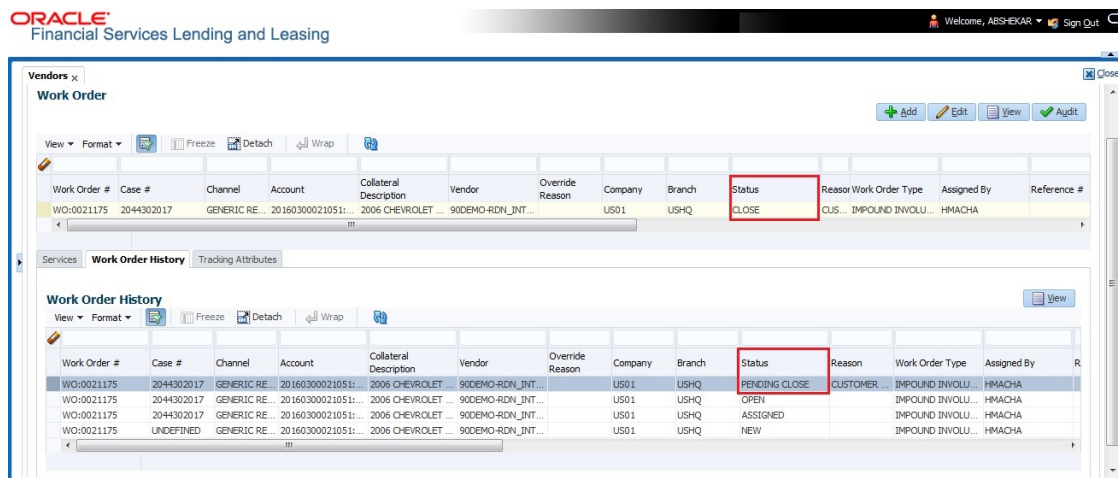 ORACLE
Financial Services Lending and Leasing
Welcome, ABSHEKAR Sign Out
Vendors x
Close
Work Order
Add Edit View Audit
View Format Freeze Detach Wrap
Work Order # Case # Channel Account Collateral Description Vendor Override Reason Company Branch Status Reason Work Order Type Assigned By Reference #
WO:0021175 2044302017 GENERIC RE... 20160300021051:... 2006 CHEVROLET ... 90DEMO-RDN_INT... US01 USHQ CLOSE CUS... IMPOUND INVOLU... HMACHA
Services Work Order History Tracking Attributes
Work Order History
View
View Format Freeze Detach Wrap
Work Order # Case # Channel Account Collateral Description Vendor Override Reason Company Branch Status Reason Work Order Type Assigned By R
WO:0021175 2044302017 GENERIC RE... 20160300021051:... 2006 CHEVROLET ... 90DEMO-RDN_INT... US01 USHQ PENDING CLOSE CUSTOMER ... IMPOUND INVOLU... HMACHA
WO:0021175 2044302017 GENERIC RE... 20160300021051:... 2006 CHEVROLET ... 90DEMO-RDN_INT... US01 USHQ OPEN IMPOUND INVOLU... HMACHA
WO:0021175 2044302017 GENERIC RE... 20160300021051:... 2006 CHEVROLET ... 90DEMO-RDN_INT... US01 USHQ ASSIGNED IMPOUND INVOLU... HMACHA
WO:0021175 UNDEFINED GENERIC RE... 20160300021051:... 2006 CHEVROLET ... 90DEMO-RDN_INT... US01 USHQ NEW IMPOUND INVOLU... HMACHA